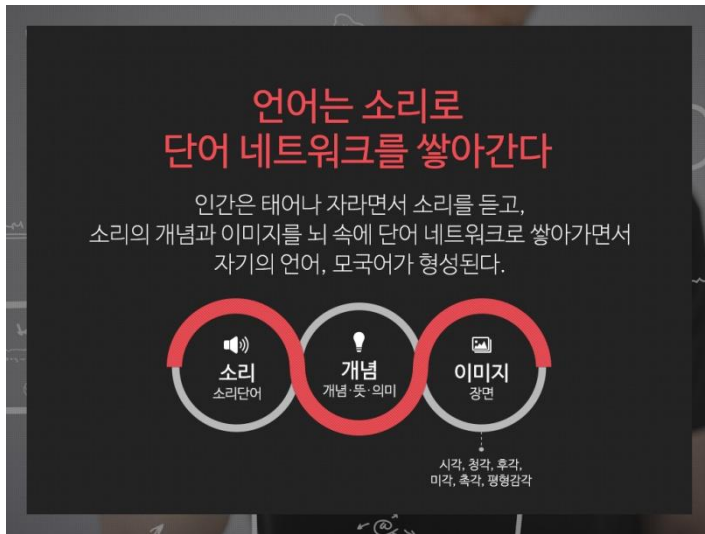 언어는 소리로
단어 네트워크를 쌓아간다
인간은 태어나 자라면서 소리를 듣고,
소리의 개념과 이미지를 뇌 속에 단어 네트워크로 쌓아가면서
자기의 언어, 모국어가 형성된다.
소리
소리단어
개념
개념·뜻·의미
이미지
장면
시각, 청각, 후각,
미각, 촉각, 평형감각